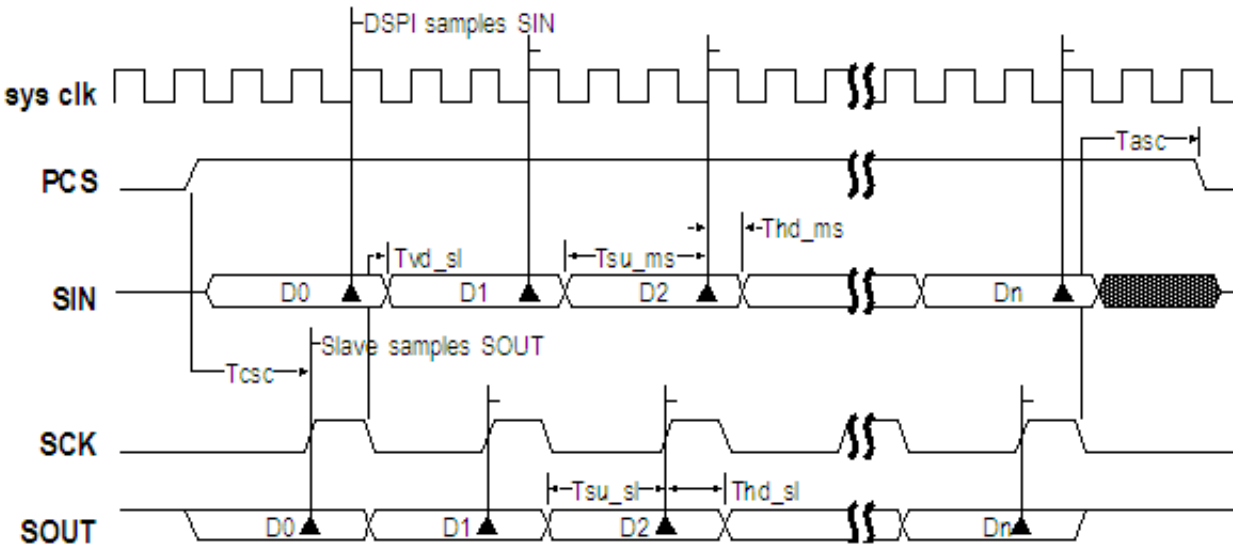 DSPI samples SIN
sys clk
Tasc
PCS
Thd_ms
Tvd_sl
Tsu_ms
SIN
D0
D1
D2
Dn
Slave samples SOUT
Tcsc
SCK
Tsu_sl
Thd_sl
SOUT
D0
D1
D2
Dn